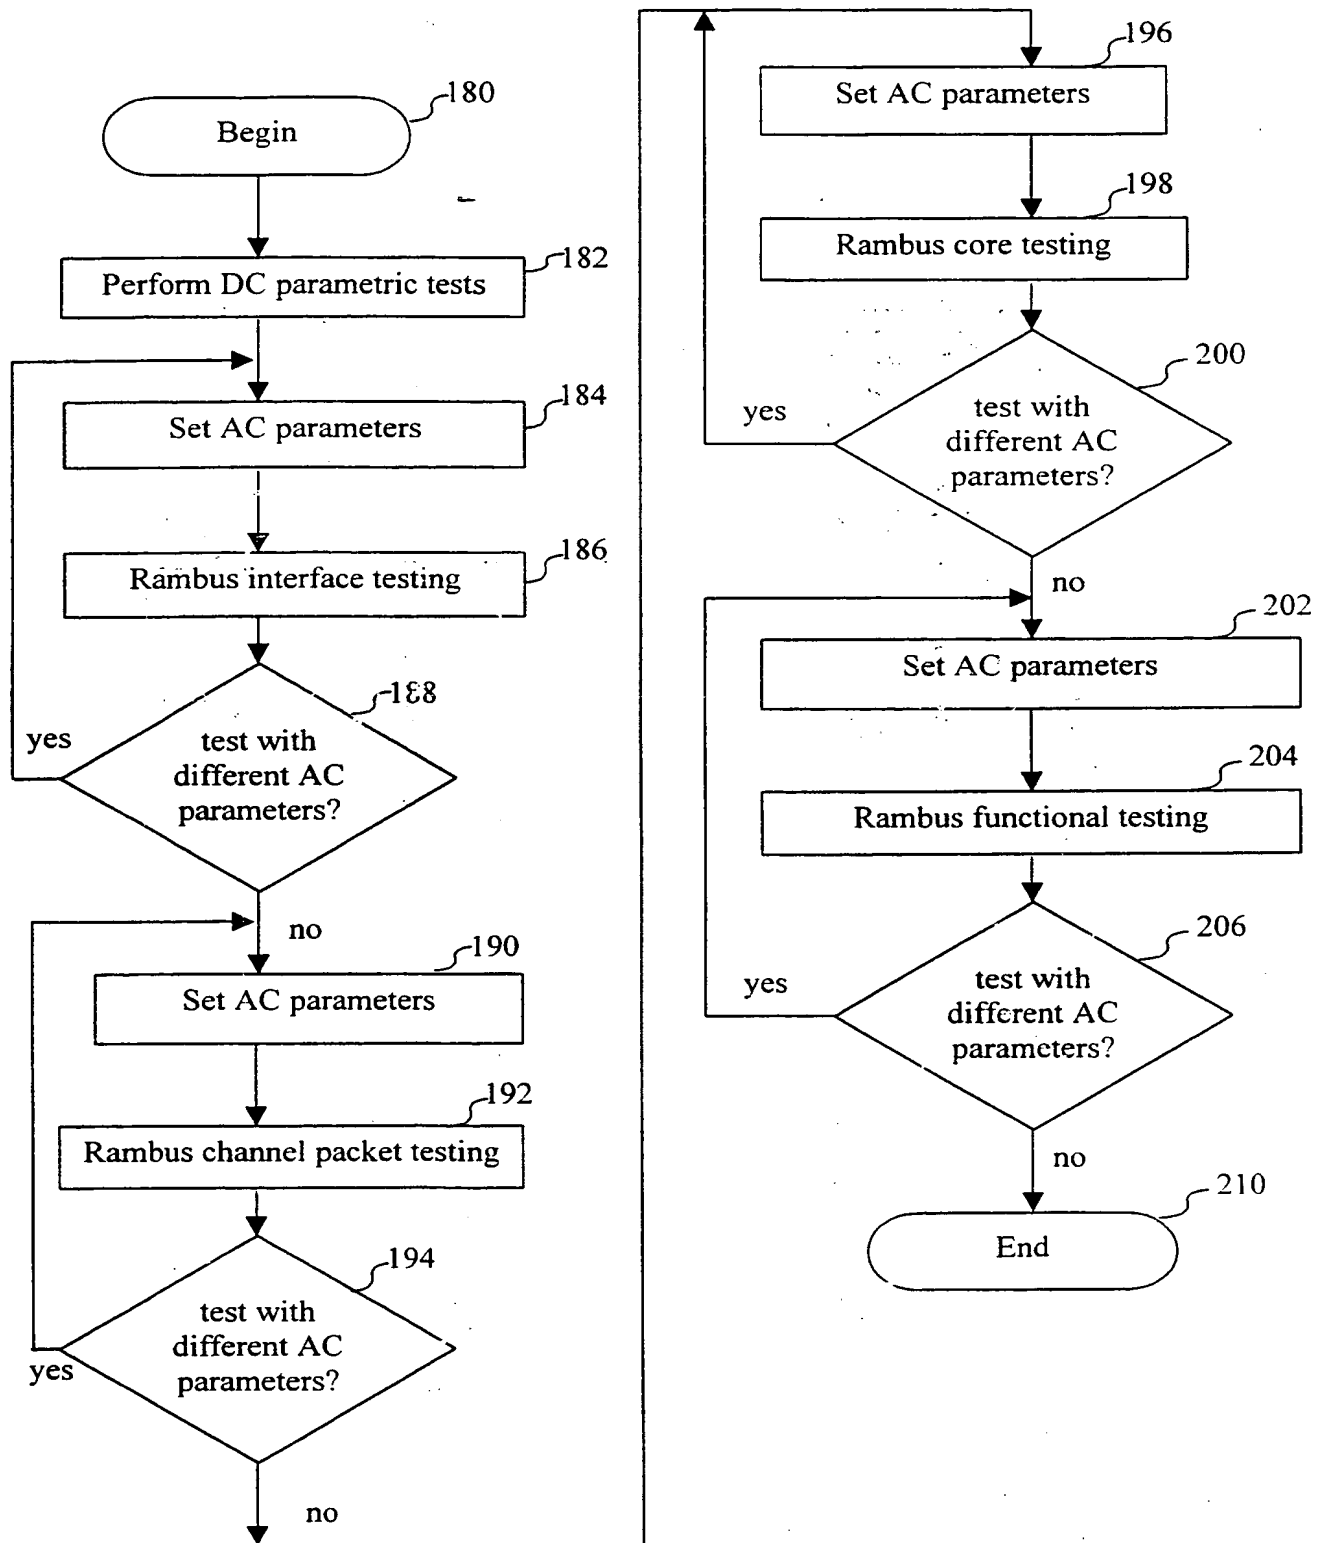 180
Begin
182
Perform DC parametric tests
184
Set AC parameters
186
Rambus interface testing
188
yes
test with
different AC
parameters?
no
190
Set AC parameters
192
Rambus channel packet testing
194
yes
test with
different AC
parameters?
no
196
Set AC parameters
198
Rambus core testing
200
yes
test with
different AC
parameters?
no
202
Set AC parameters
204
Rambus functional testing
206
yes
test with
different AC
parameters?
no
210
End